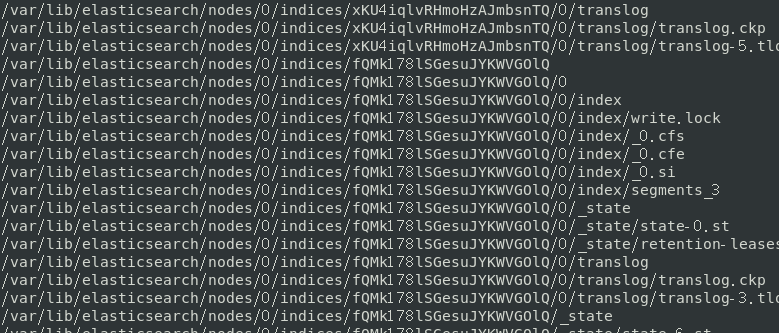 /var/lib/elasticsearch/nodes/0/indices/xKU4iqlvRHmoHzAJmbsnTQ/0/translog
/var/lib/elasticsearch/nodes/0/indices/xKU4iqlvRHmoHzAJmbsnTQ/0/translog/translog.ckp
/var/lib/elasticsearch/nodes/0/indices/xKU4iqlvRHmoHzAJmbsnTQ/0/translog/translog-5.tlo
/var/lib/elasticsearch/nodes/0/indices/fQMk178lSGesuJYKWVGOlQ
/var/lib/elasticsearch/nodes/0/indices/fQMk178lSGesuJYKWVGOlQ/0
/var/lib/elasticsearch/nodes/0/indices/fQMk178lSGesuJYKWVGOlQ/0/index
/var/lib/elasticsearch/nodes/0/indices/fQMk178lSGesuJYKWVGOlQ/0/index/write.lock
/var/lib/elasticsearch/nodes/0/indices/fQMk178lSGesuJYKWVGOlQ/0/index/_0.cfs
/var/lib/elasticsearch/nodes/0/indices/fQMk178lSGesuJYKWVGOlQ/0/index/_0.cfe
/var/lib/elasticsearch/nodes/0/indices/fQMk178lSGesuJYKWVGOlQ/0/index/_0.si
/var/lib/elasticsearch/nodes/0/indices/fQMk178lSGesuJYKWVGOlQ/0/index/segments_3
/var/lib/elasticsearch/nodes/0/indices/fQMk178lSGesuJYKWVGOlQ/0/_state
/var/lib/elasticsearch/nodes/0/indices/fQMk178lSGesuJYKWVGOlQ/0/_state/state-0.st
/var/lib/elasticsearch/nodes/0/indices/fQMk178lSGesuJYKWVGOlQ/0/_state/retention-leases
/var/lib/elasticsearch/nodes/0/indices/fQMk178lSGesuJYKWVGOlQ/0/translog
/var/lib/elasticsearch/nodes/0/indices/fQMk178lSGesuJYKWVGOlQ/0/translog/translog.ckp
/var/lib/elasticsearch/nodes/0/indices/fQMk178lSGesuJYKWVGOlQ/0/translog/translog-3.tlo
/var/lib/elasticsearch/nodes/0/indices/fQMk178lSGesuJYKWVGOlQ/_state